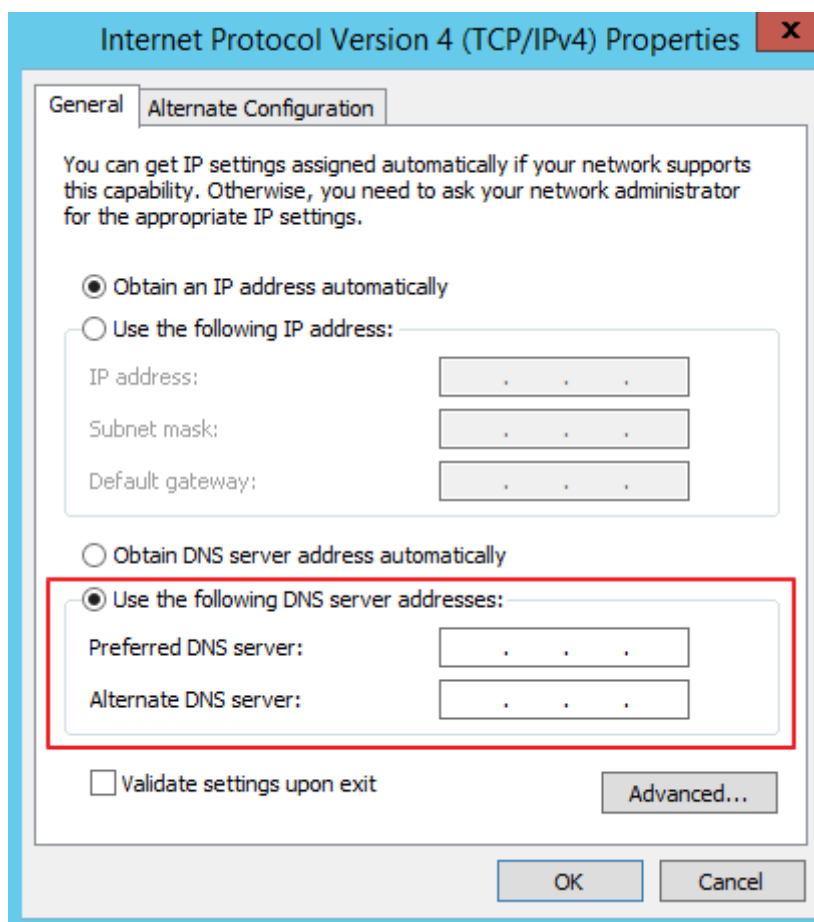 Internet Protocol Version 4 (TCP/IPv4) Properties
x
General
Alternate Configuration
You can get IP settings assigned automatically if your network supports
this capability. Otherwise, you need to ask your network administrator
for the appropriate IP settings.
Obtain an IP address automatically
Use the following IP address:
IP address:
. . .
Subnet mask:
. . .
Default gateway:
. . .
Obtain DNS server address automatically
Use the following DNS server addresses:
Preferred DNS server:
. . .
Alternate DNS server:
. . .
Validate settings upon exit
Advanced...
OK
Cancel